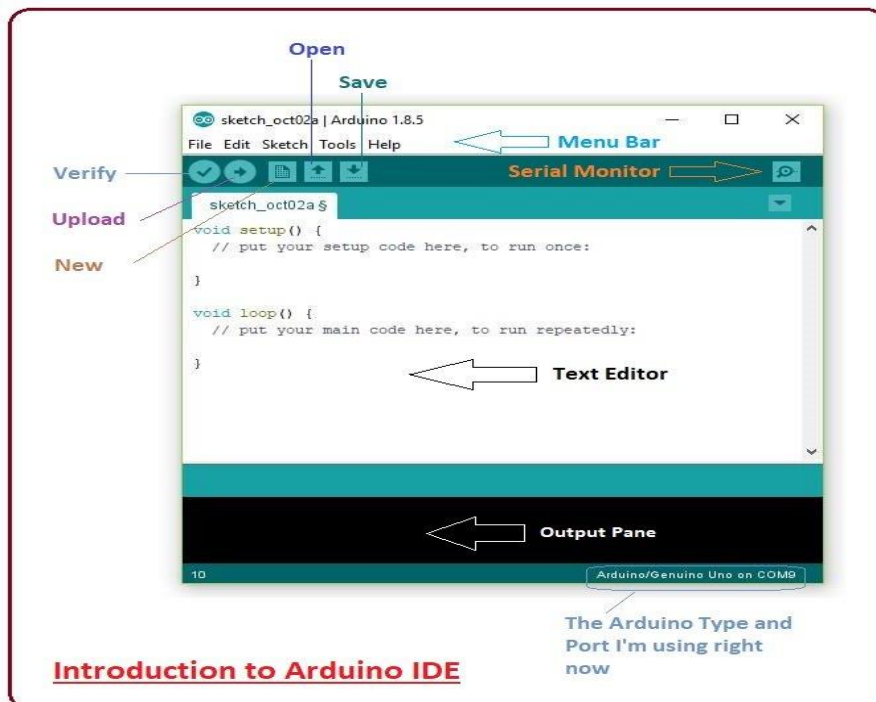 Open
Save
sketch_oct02a | Arduino 1.8.5
File Edit Sketch Tools Help
Menu Bar
Verify
Serial Monitor
Upload
sketch_oct02a §
New
void setup() {
// put your setup code here, to run once:
}
void loop() {
// put your main code here, to run repeatedly:
}
Text Editor
Output Pane
10
Arduino/Genuino Uno on COM9
The Arduino Type and
Port I'm using right
now
Introduction to Arduino IDE